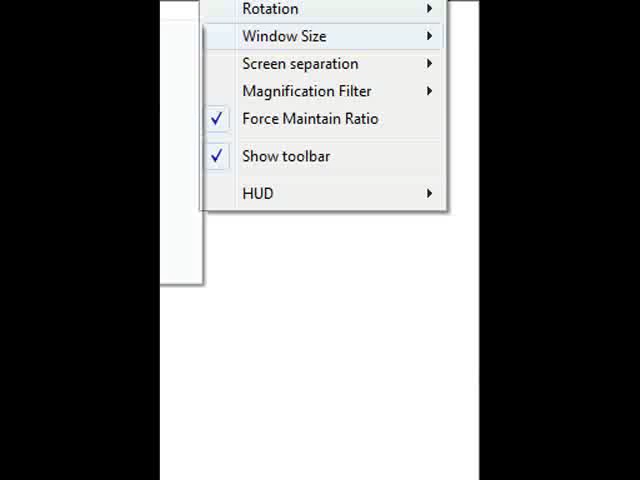 Rotation
Window Size
Screen separation
Magnification Filter
Force Maintain Ratio
Show toolbar
HUD